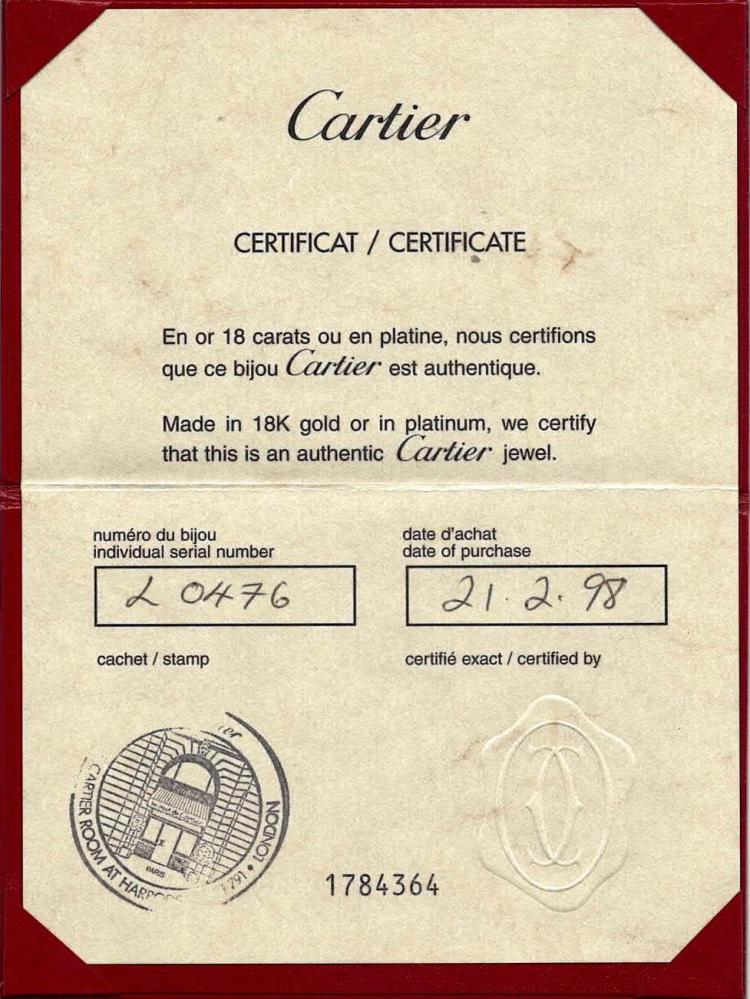 Cartier
CERTIFICAT / CERTIFICATE
En or 18 carats ou en platine, nous certifions
que ce bijou Cartier est authentique.
Made in 18K gold or in platinum, we certify
that this is an authentic Cartier jewel.
numéro du bijou
individual serial number
L 0476
date d'achat
date of purchase
21.2.98
cachet / stamp
certifié exact / certified by
CARTIER ROOM AT
LONDON
PARIS
1784364